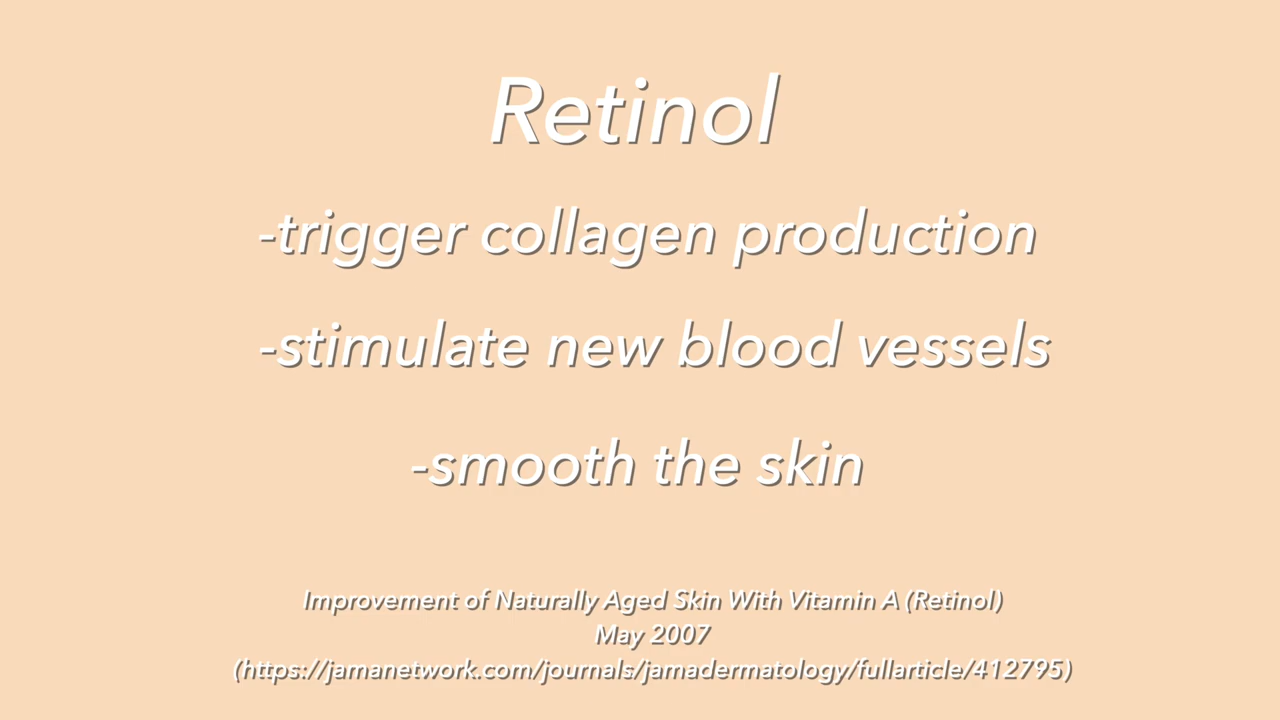 Retinol
-trigger collagen production
-stimulate new blood vessels
-smooth the skin
Improvement of Naturally Aged Skin With Vitamin A (Retinol)
May 2007
(https://jamanetwork.com/journals/jamadermatology/fullarticle/412795)